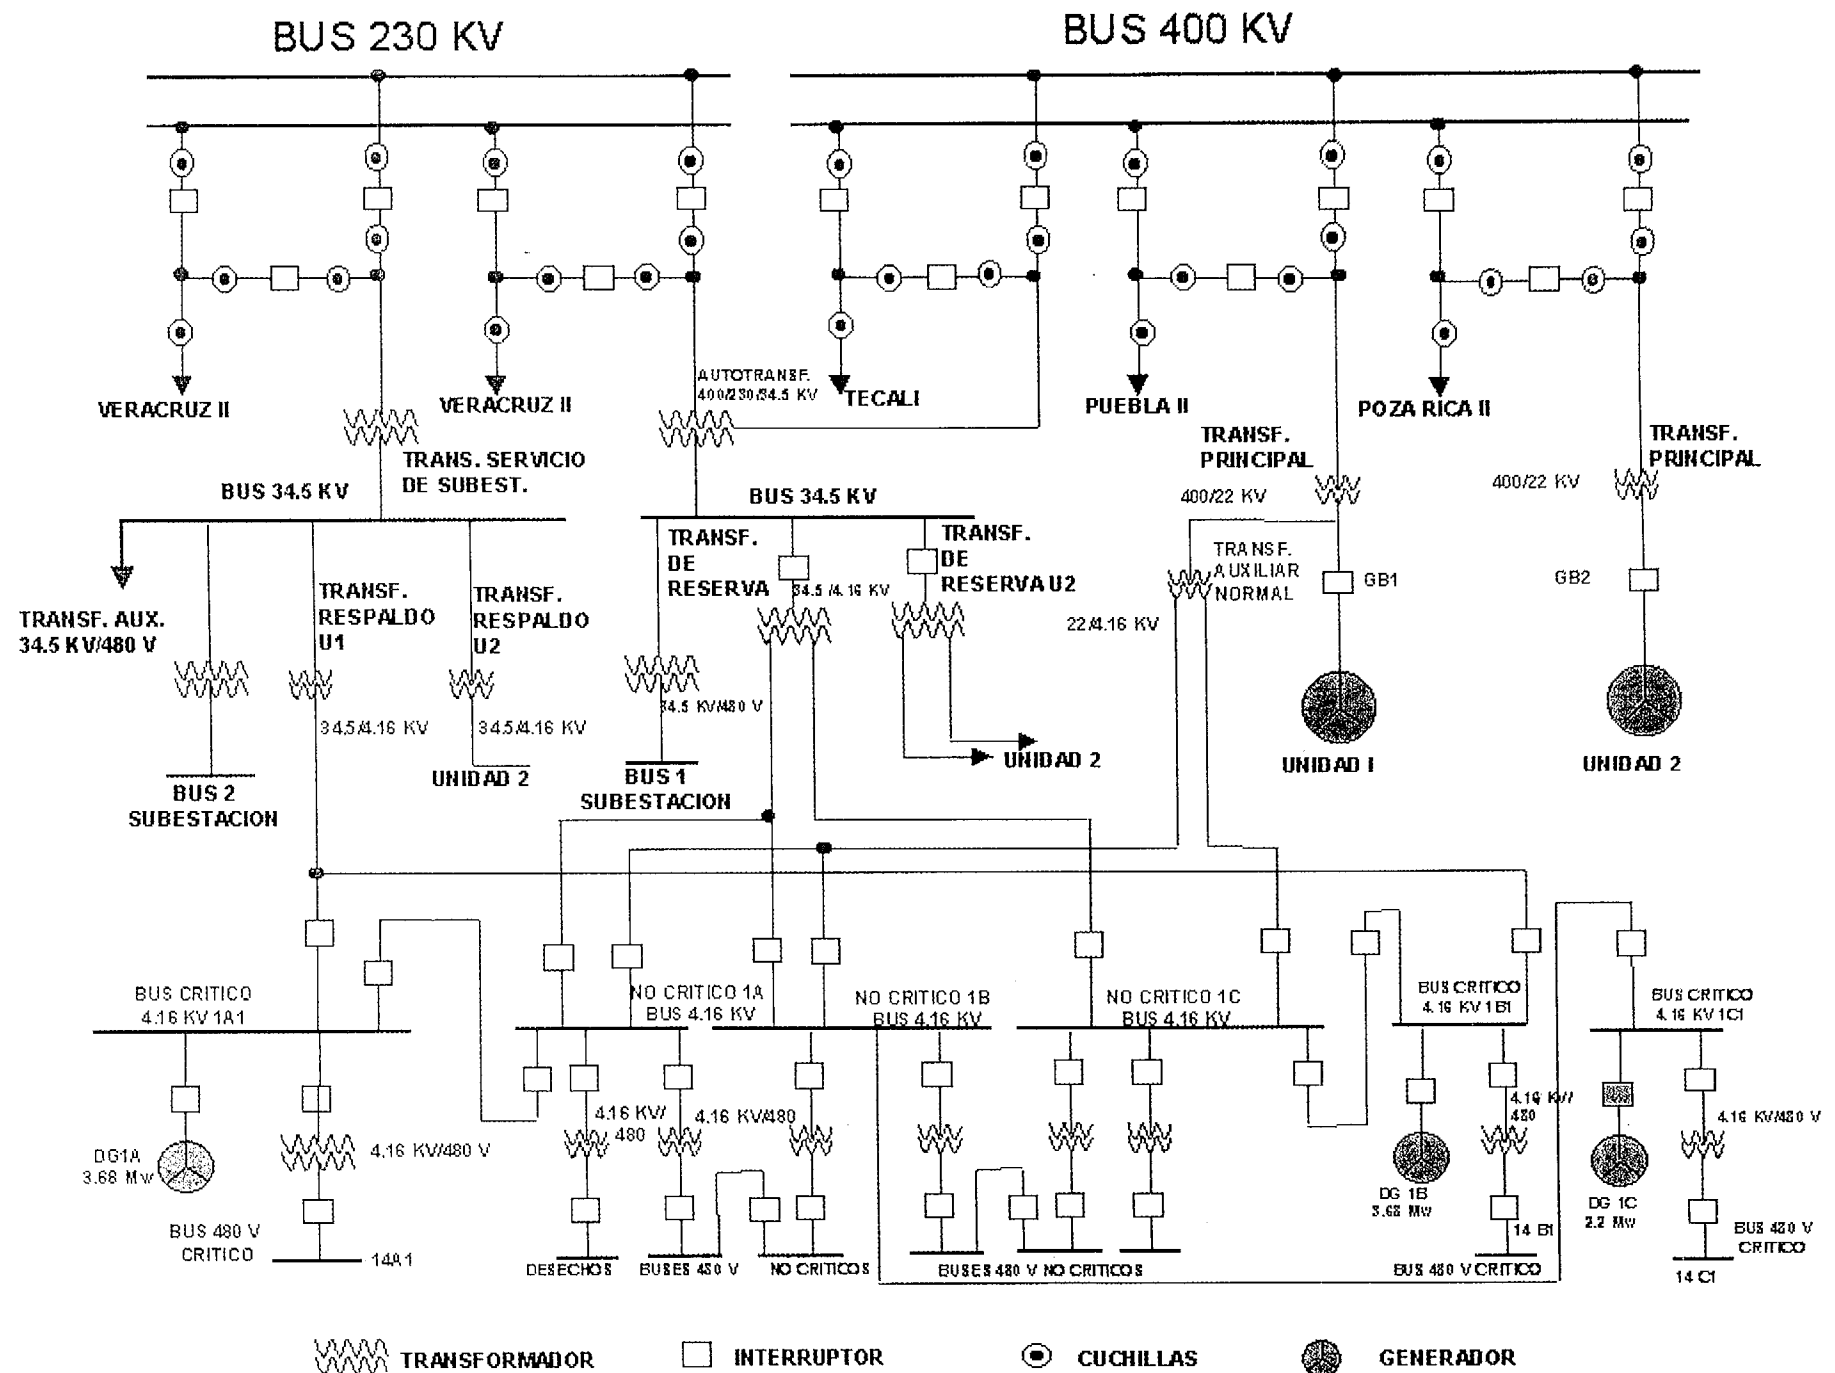 BUS 230 KV
BUS 400 KV
VERACRUZ II
VERACRUZ II
AUTOTRANSF.
400/230/34.5 KV
TECALI
PUEBLA II
POZA RICA II
TRANS. SERVICIO
DE SUBEST.
TRANSF.
PRINCIPAL
400/22 KV
TRANSF.
PRINCIPAL
400/22 KV
BUS 34.5 KV
BUS 34.5 KV
TRANSF. AUX.
34.5 KV/480 V
TRANSF.
RESPALDO
U1
TRANSF.
RESPALDO
U2
TRANSF.
DE
RESERVA
34.5 /4.16 KV
TRANSF.
DE
RESERVA U2
TRANSF.
AUXILIAR
NORMAL
22/4.16 KV
GB1
GB2
34.5/4.16 KV
34.5/4.16 KV
34.5 KV/480 V
BUS 2
SUBESTACION
UNIDAD 2
BUS 1
SUBESTACION
UNIDAD 2
UNIDAD I
UNIDAD 2
BUS CRITICO
4.16 KV 1A1
NO CRITICO 1A
BUS 4.16 KV
NO CRITICO 1B
BUS 4.16 KV
NO CRITICO 1C
BUS 4.16 KV
BUS CRITICO
4.16 KV 1B1
BUS CRITICO
4.16 KV 1C1
DG1A
3.68 Mw
4.16 KV/480 V
4.16 KV/
480
4.16 KV/480
4.16 KV/
480
4.16 KV/480 V
DG 1B
3.68 Mw
DG 1C
2.2 Mw
BUS 480 V
CRITICO
14A1
DESECHOS
BUSES 480 V
NO CRITICOS
BUSES 480 V NO CRITICOS
14 B1
BUS 480 V CRITICO
BUS 480 V
CRITICO
14 C1
TRANSFORMADOR
INTERRUPTOR
CUCHILLAS
GENERADOR